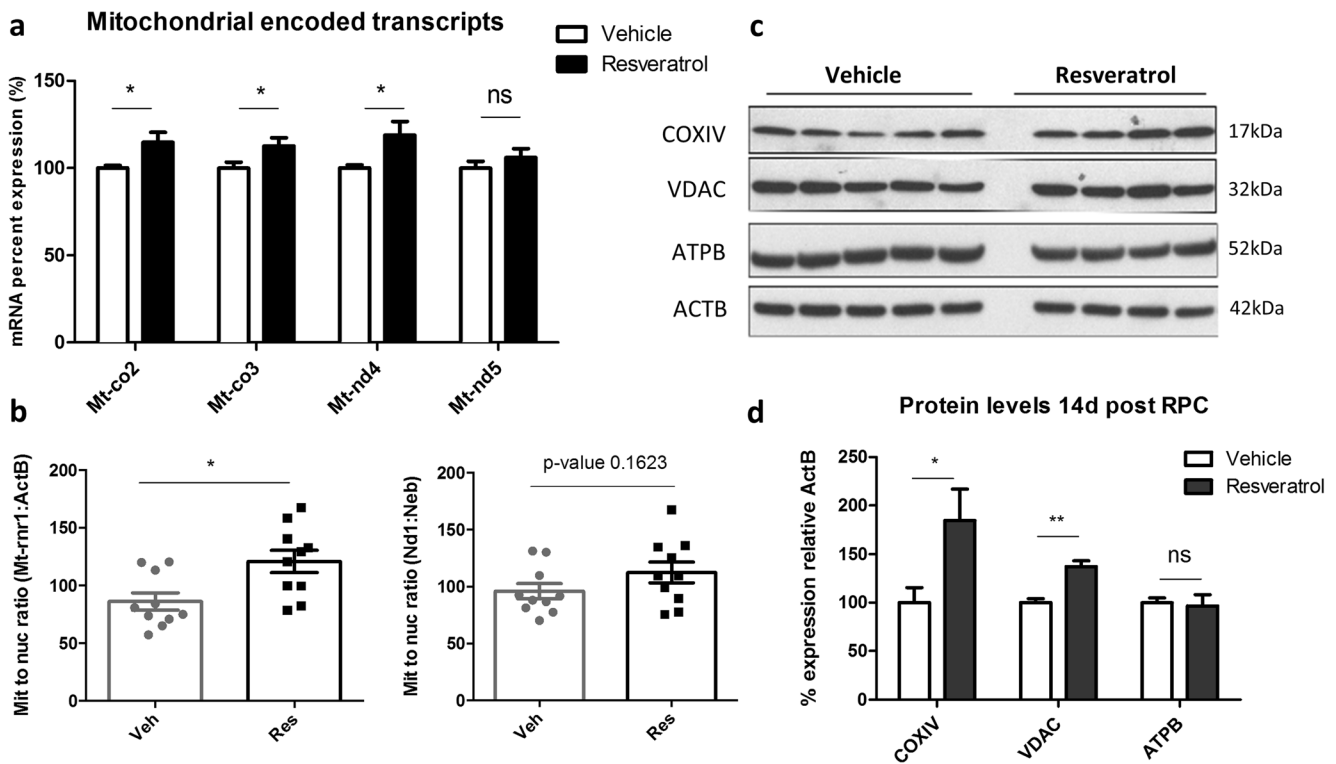 a
Mitochondrial encoded transcripts
Vehicle
Resveratrol
mRNA percent expression (%)
150
100
50
0
*
*
*
ns
Mt-co2
Mt-co3
Mt-nd4
Mt-nd5
b
Mit to nuc ratio (Mt-rnr1:ActB)
200
150
100
50
0
*
Veh
Res
Mit to nuc ratio (Nd1:Neb)
200
150
100
50
0
p-value 0.1623
Veh
Res
c
Vehicle
Resveratrol
COXIV
17kDa
VDAC
32kDa
ATPB
52kDa
ACTB
42kDa
d
Protein levels 14d post RPC
Vehicle
Resveratrol
% expression relative ActB
250
200
150
100
50
0
*
**
ns
COXIV
VDAC
ATPB